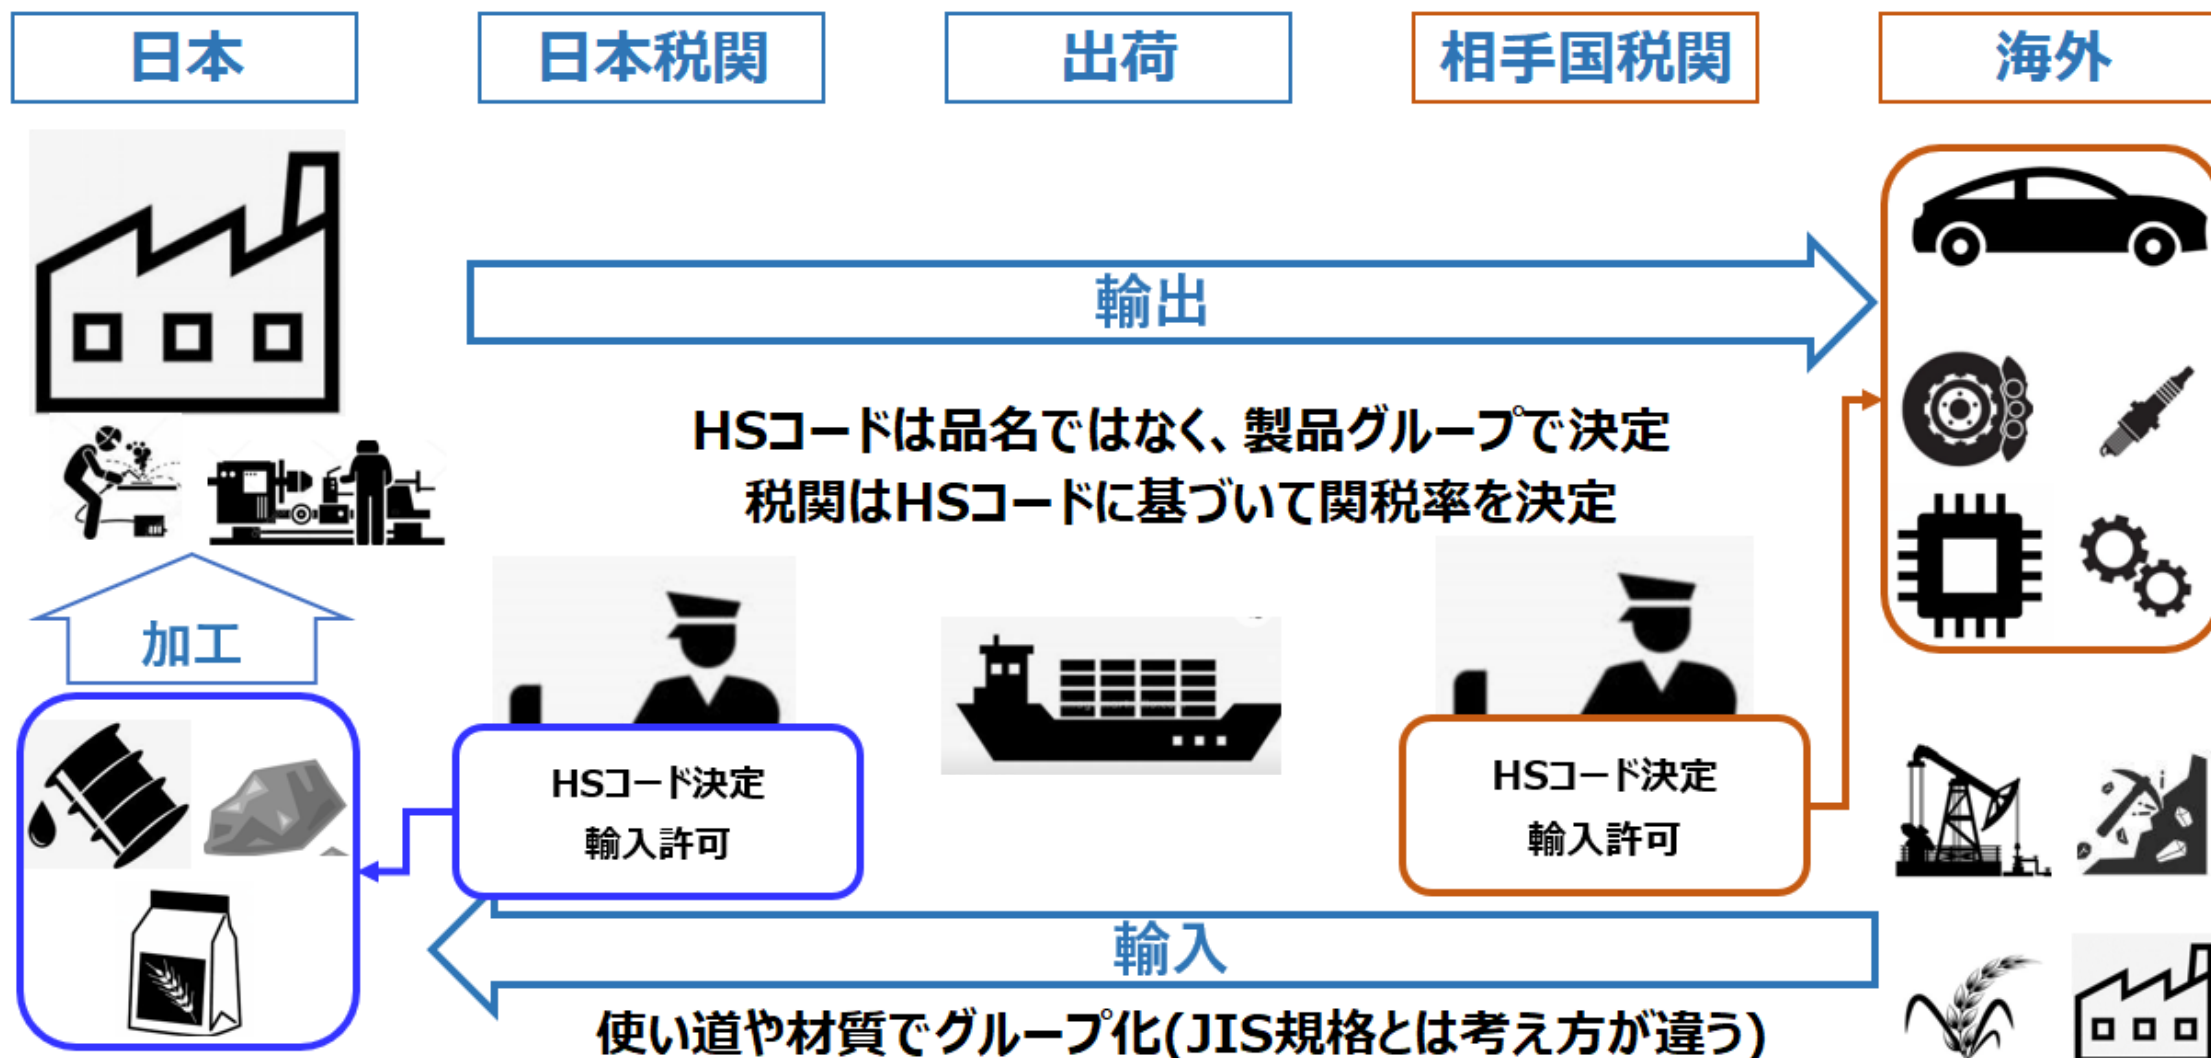 日本
日本税関
出荷
相手国税関
海外
輸出
HSコードは品名ではなく、製品グループで決定
税関はHSコードに基づいて関税率を決定
加工
HSコード決定
輸入許可
HSコード決定
輸入許可
輸入
使い道や材質でグループ化(JIS規格とは考え方が違う)